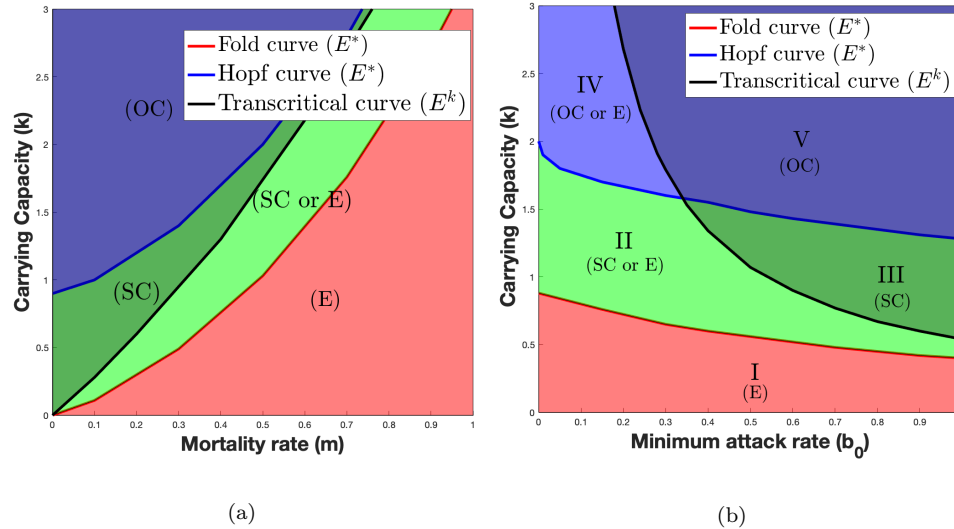 Fold curve (E*)
Hopf curve (E*)
Transcritical curve (E^k)
(OC)
(SC or E)
(SC)
(E)
3
2.5
2
1.5
1
0.5
0
0 0.1 0.2 0.3 0.4 0.5 0.6 0.7 0.8 0.9 1
Carrying Capacity (k)
Mortality rate (m)
(a)
Fold curve (E*)
Hopf curve (E*)
Transcritical curve (E^k)
IV
(OC or E)
V
(OC)
II
(SC or E)
III
(SC)
I
(E)
3
2.5
2
1.5
1
0.5
0
0 0.1 0.2 0.3 0.4 0.5 0.6 0.7 0.8 0.9
Carrying Capacity (k)
Minimum attack rate (b_0)
(b)